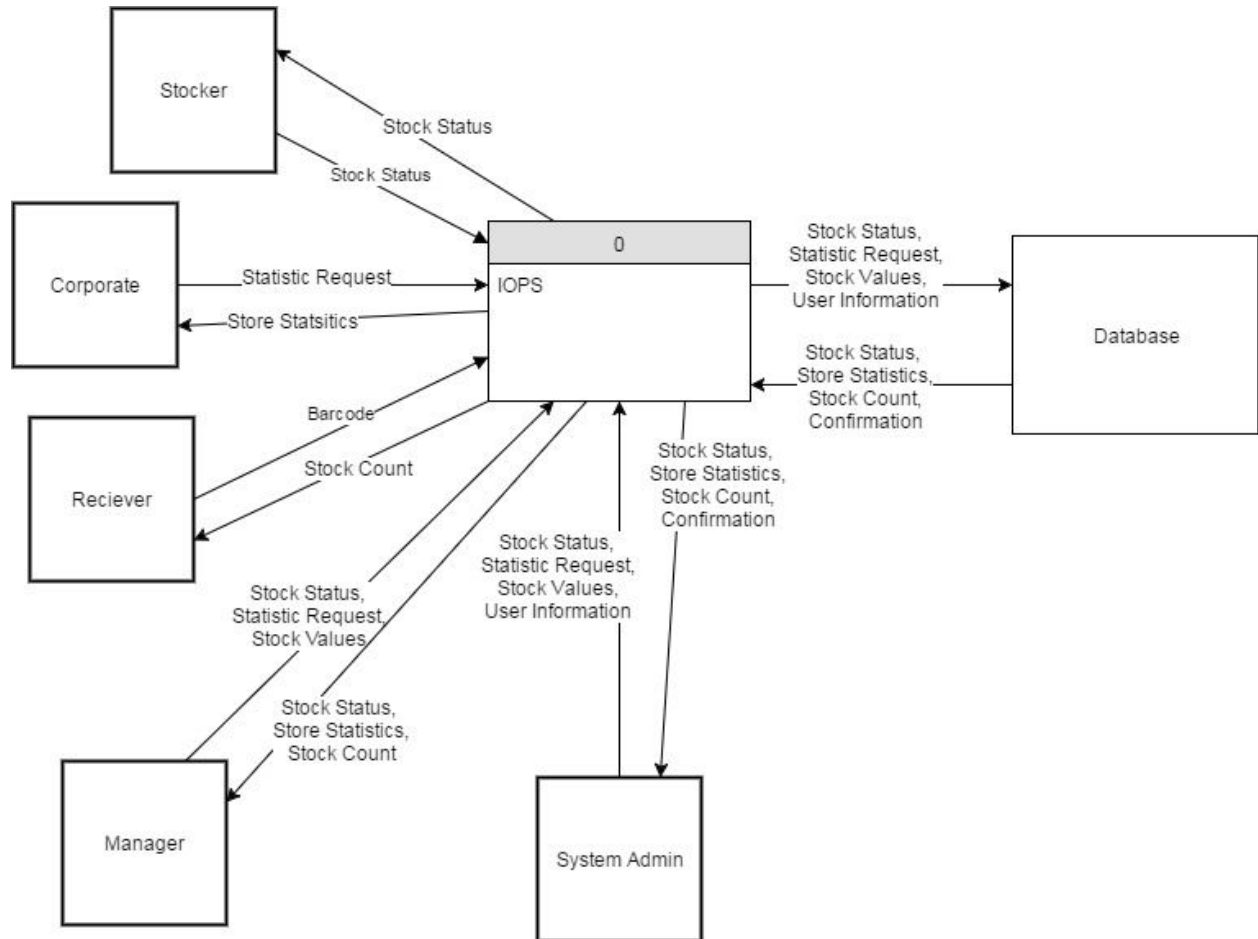 Stocker
Stock Status
Stock Status
Corporate
Statistic Request
Store Statsitics
0
IOPS
Stock Status,
Statistic Request,
Stock Values,
User Information
Database
Stock Status,
Store Statistics,
Stock Count,
Confirmation
Reciever
Barcode
Stock Count
Stock Status,
Store Statistics,
Stock Count,
Confirmation
Stock Status,
Statistic Request,
Stock Values,
User Information
Stock Status,
Statistic Request,
Stock Values
Stock Status,
Store Statistics,
Stock Count
Manager
System Admin